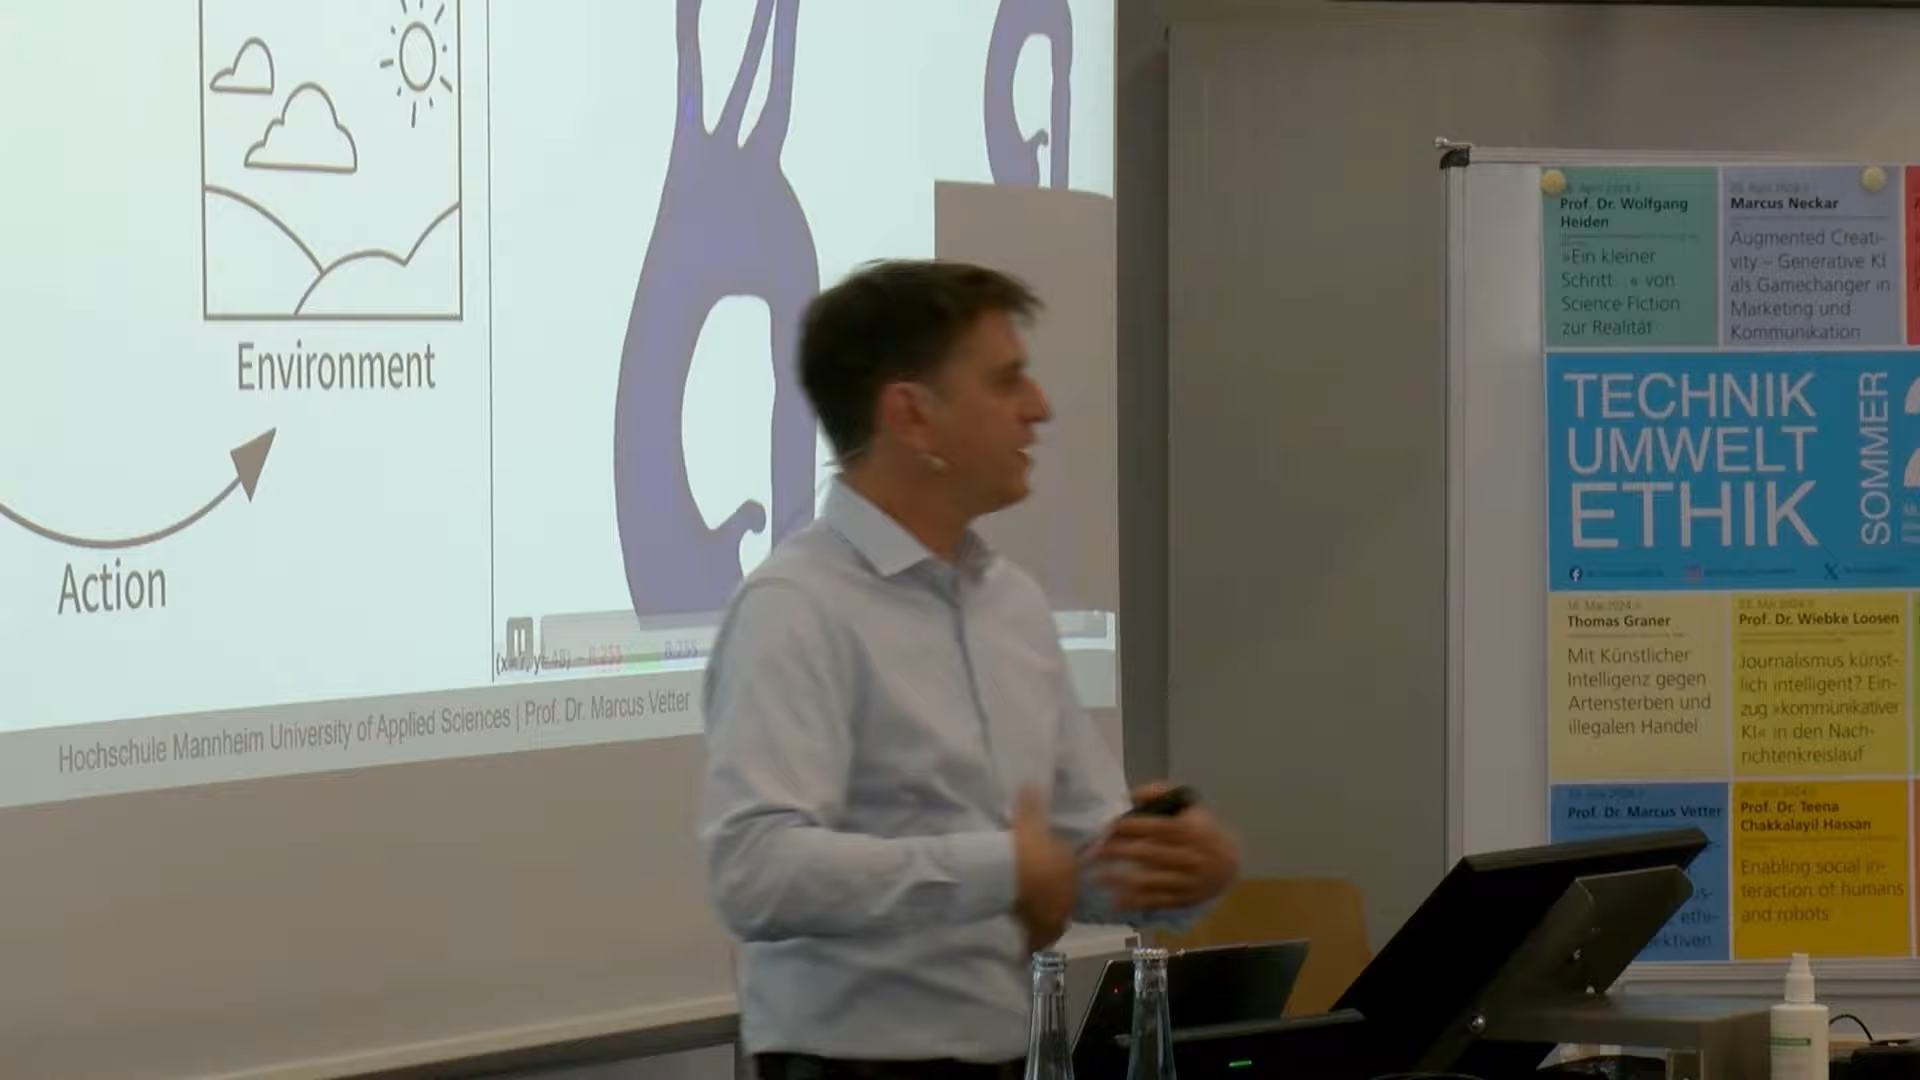 Environment
Action
Hochschule Mannheim University of Applied Sciences | Prof. Dr. Marcus Vetter
Prof. Dr. Wolfgang
Heiden
»Ein kleiner
Schritt...« von
Science Fiction
zur Realität
Marcus Neckar
Augmented Creati-
vity – Generative KI
als Gamechanger in
Marketing und
Kommunikation
TECHNIK
UMWELT
ETHIK
SOMMER
Thomas Graner
Mit Künstlicher
Intelligenz gegen
Artensterben und
illegalen Handel
Prof. Dr. Wiebke Loosen
Journalismus künst-
lich intelligent? Ein-
zug »kommunikativer
KI« in den Nach-
richtenkreislauf
Prof. Dr. Marcus Vetter
ethi-
ektiven
Prof. Dr. Teena
Chakkalayil Hassan
Enabling social in-
teraction of humans
and robots